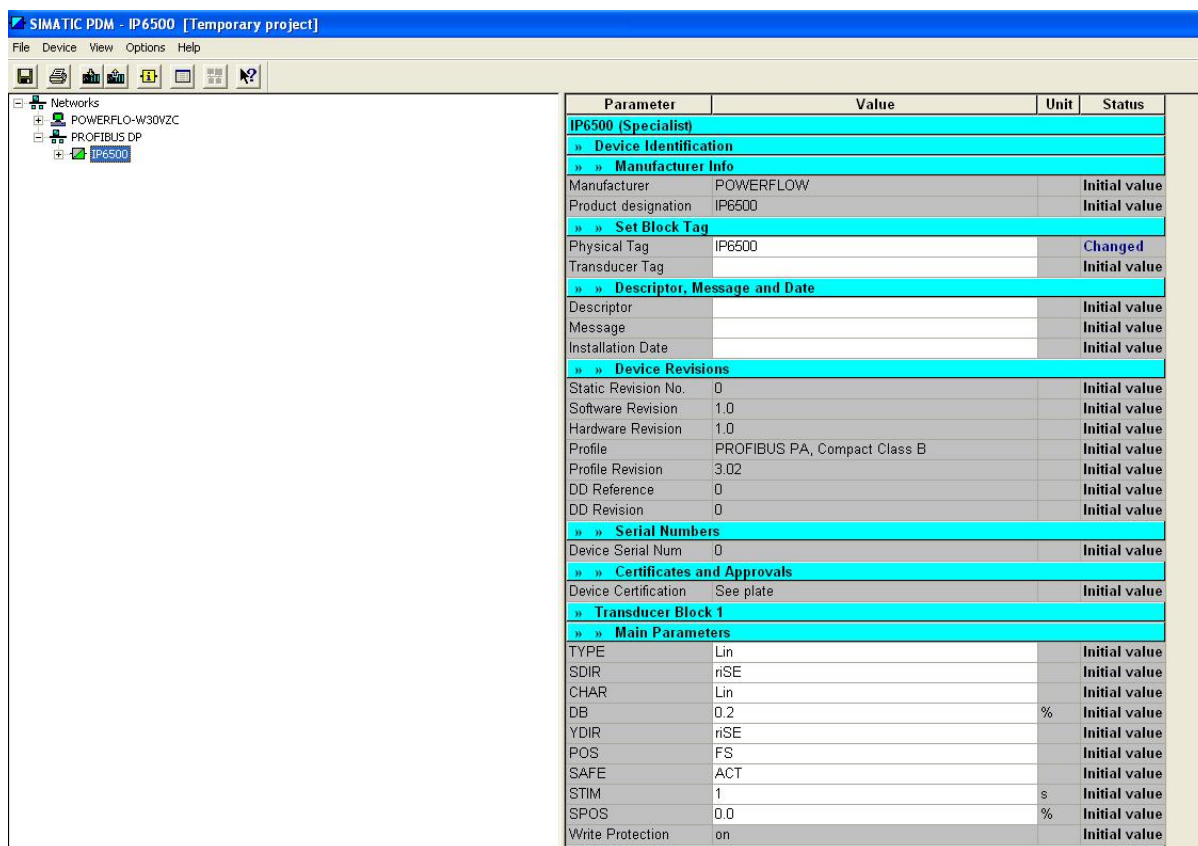 SIMATIC PDM - IP6500 [Temporary project]
File Device View Options Help
Networks
POWERFLO-W30VZC
PROFIBUS DP
IP6500
Parameter Value Unit Status
IP6500 (Specialist)
» Device Identification
» » Manufacturer Info
Manufacturer POWERFLOW Initial value
Product designation IP6500 Initial value
» » Set Block Tag
Physical Tag IP6500 Changed
Transducer Tag Initial value
» » Descriptor, Message and Date
Descriptor Initial value
Message Initial value
Installation Date Initial value
» » Device Revisions
Static Revision No. 0 Initial value
Software Revision 1.0 Initial value
Hardware Revision 1.0 Initial value
Profile PROFIBUS PA, Compact Class B Initial value
Profile Revision 3.02 Initial value
DD Reference 0 Initial value
DD Revision 0 Initial value
» » Serial Numbers
Device Serial Num 0 Initial value
» » Certificates and Approvals
Device Certification See plate Initial value
» Transducer Block 1
» » Main Parameters
TYPE Lin Initial value
SDIR riSE Initial value
CHAR Lin Initial value
DB 0.2 % Initial value
YDIR riSE Initial value
POS FS Initial value
SAFE ACT Initial value
STIM 1 s Initial value
SPOS 0.0 % Initial value
Write Protection on Initial value